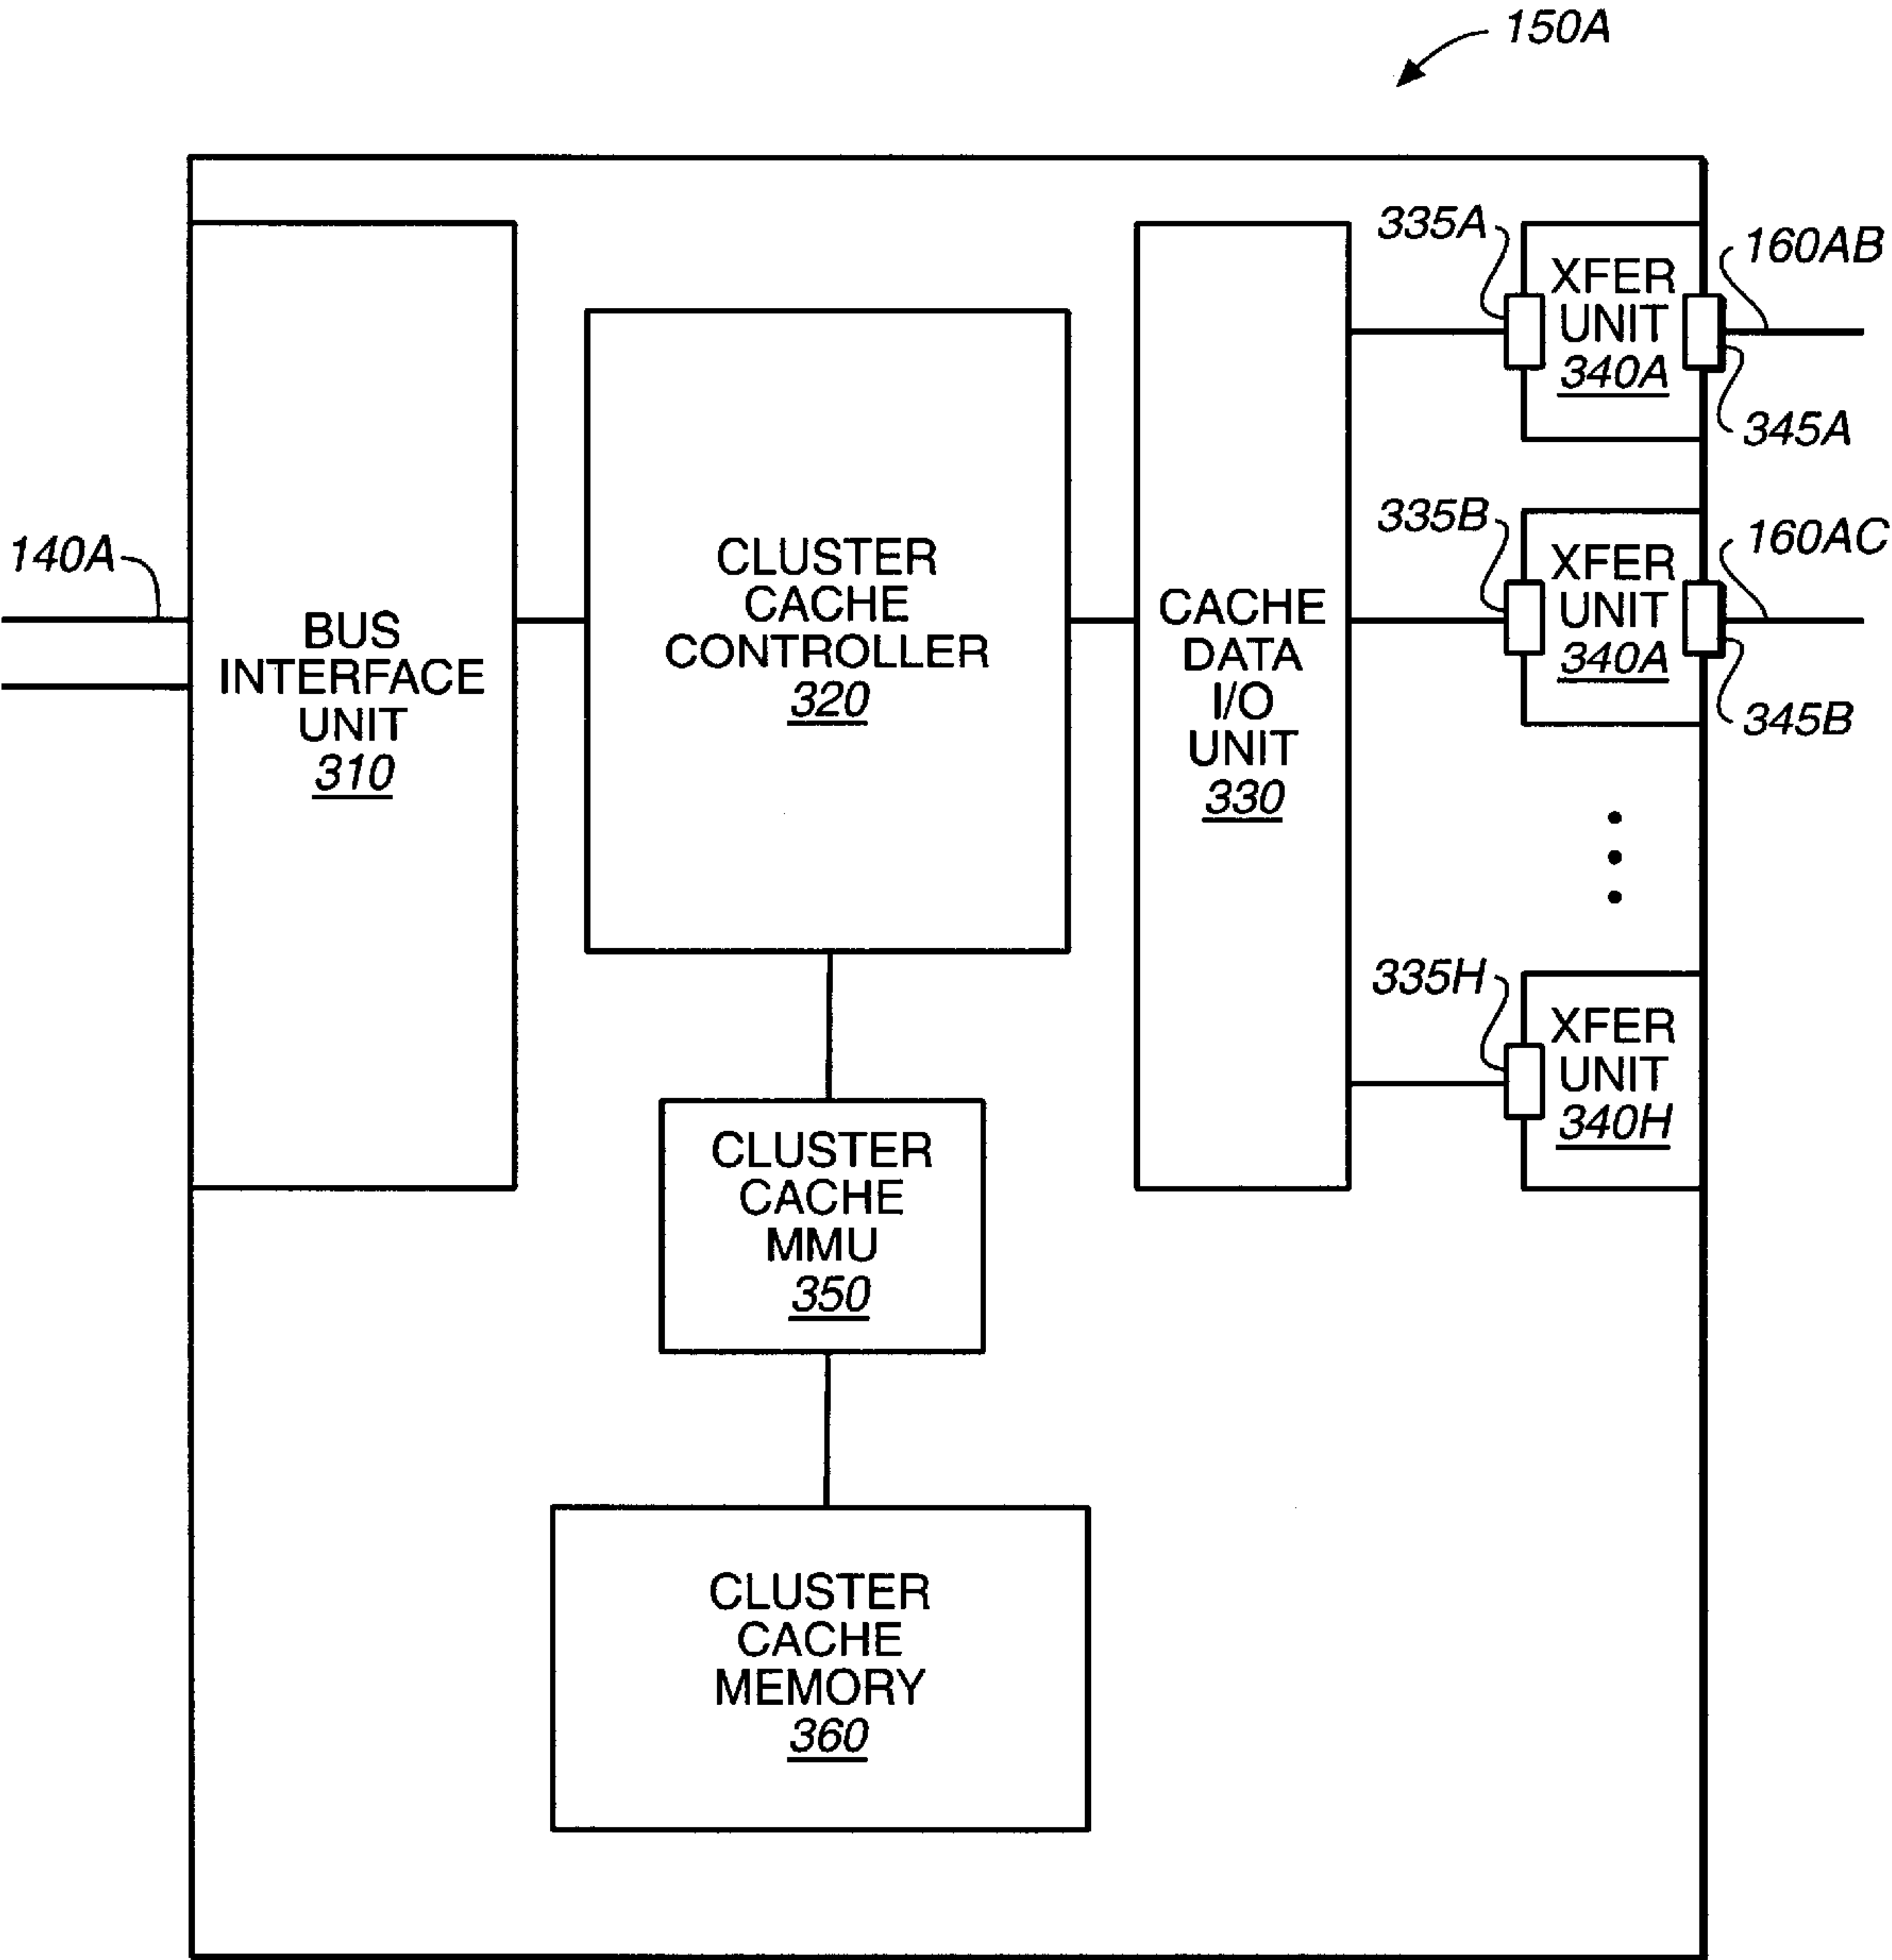 150A
335A
XFER
UNIT
340A
160AB
345A
140A
BUS
INTERFACE
UNIT
310
CLUSTER
CACHE
CONTROLLER
320
CACHE
DATA
I/O
UNIT
330
335B
XFER
UNIT
340A
160AC
345B
335H
XFER
UNIT
340H
CLUSTER
CACHE
MMU
350
CLUSTER
CACHE
MEMORY
360